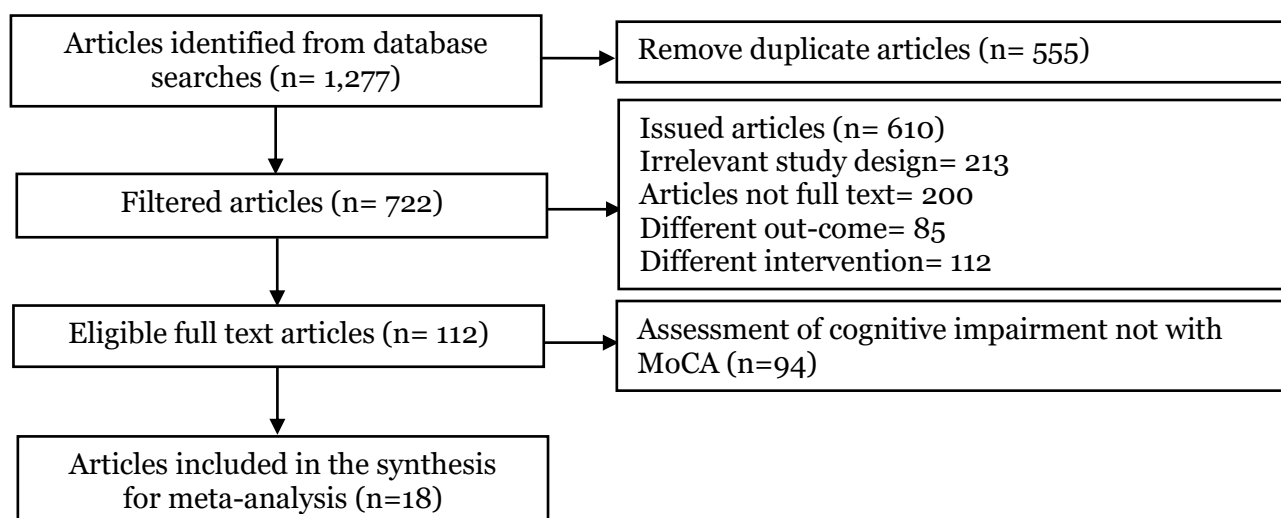 Articles identified from database
searches (n= 1,277)
Remove duplicate articles (n= 555)
Filtered articles (n= 722)
Issued articles (n= 610)
Irrelevant study design= 213
Articles not full text= 200
Different out-come= 85
Different intervention= 112
Eligible full text articles (n= 112)
Assessment of cognitive impairment not with
MoCA (n=94)
Articles included in the synthesis
for meta-analysis (n=18)